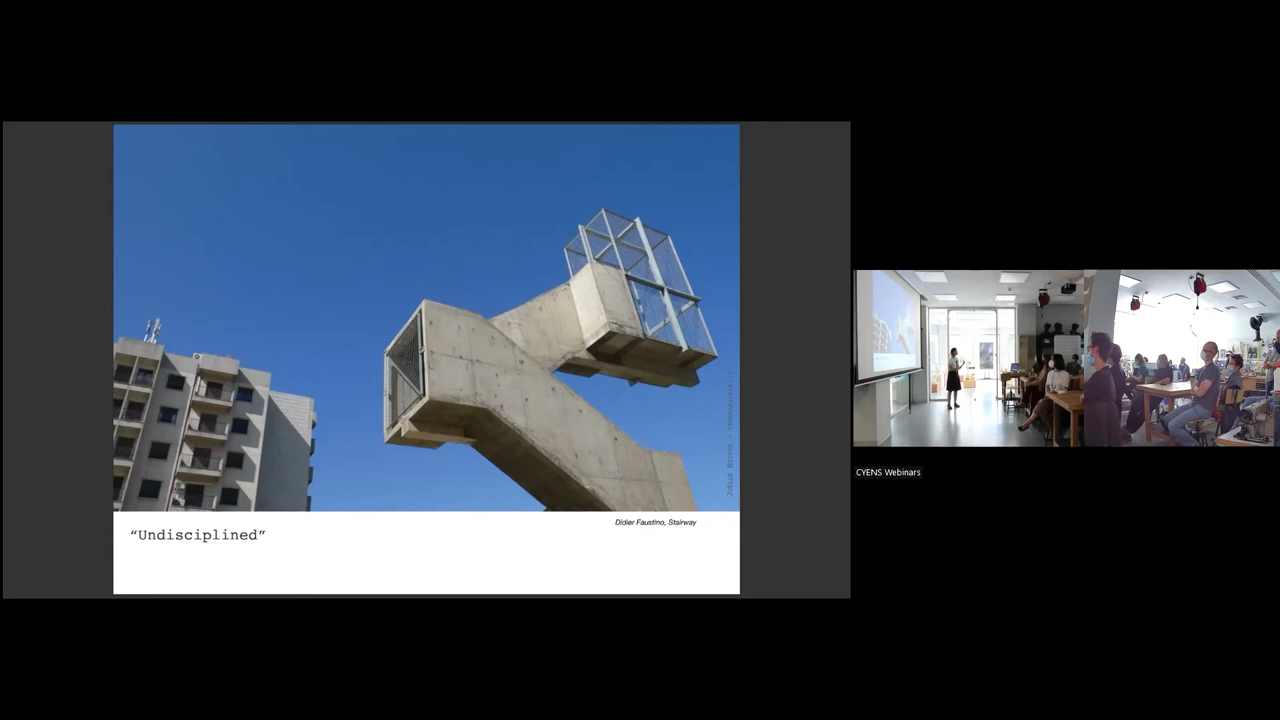 Didier Faustino, Stairway
“Undisciplined”
CYENS Webinars